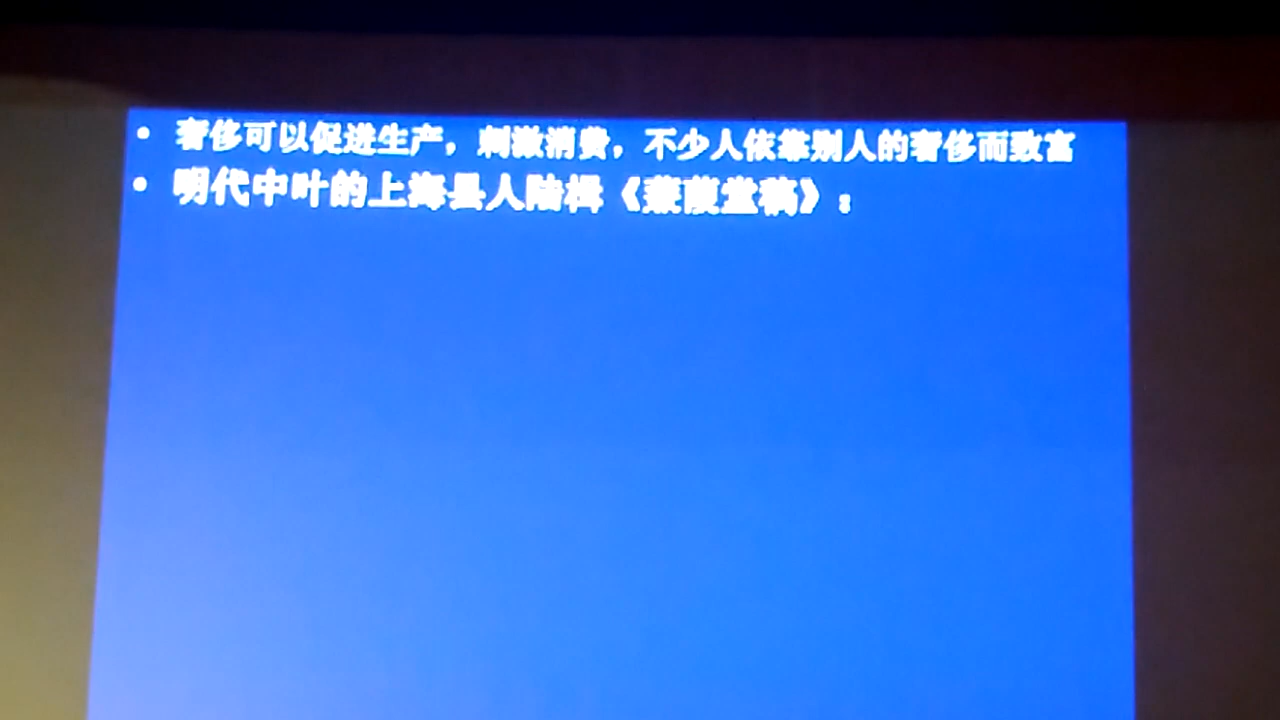 • 奢侈可以促进生产，刺激消费，不少人依靠别人的奢侈而致富
• 明代中叶的上海县人陆楫《蒹葭堂稿》：